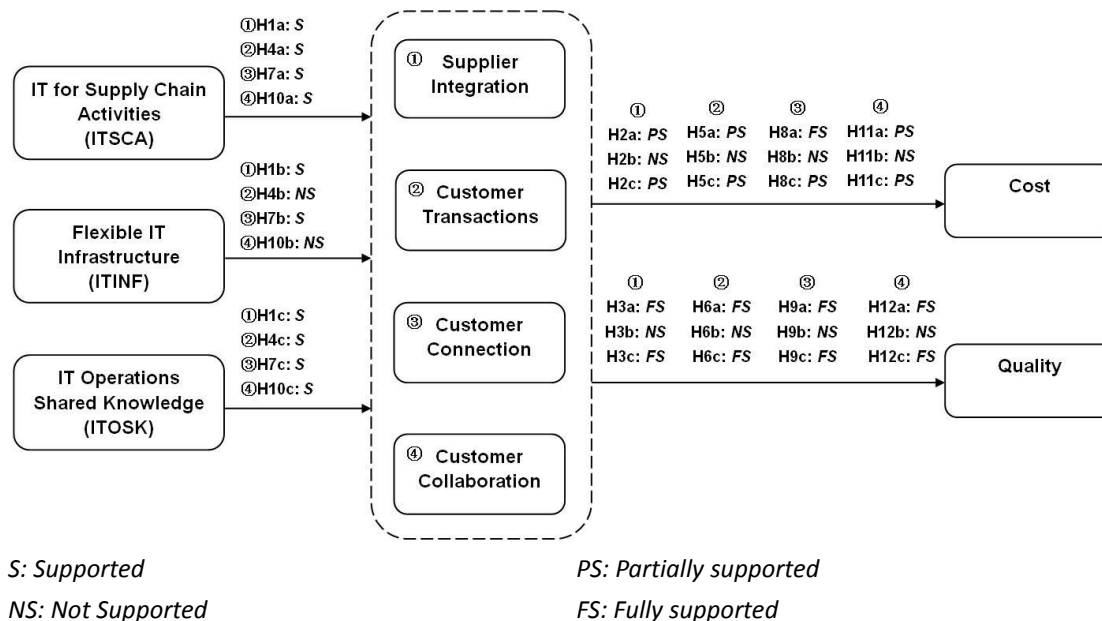 ①H1a: S
②H4a: S
③H7a: S
④H10a: S
IT for Supply Chain
Activities
(ITSCA)
①H1b: S
②H4b: NS
③H7b: S
④H10b: NS
Flexible IT
Infrastructure
(ITINF)
①H1c: S
②H4c: S
③H7c: S
④H10c: S
IT Operations
Shared Knowledge
(ITOSK)
① Supplier
Integration
② Customer
Transactions
③ Customer
Connection
④ Customer
Collaboration
① ② ③ ④
H2a: PS H5a: PS H8a: FS H11a: PS
H2b: NS H5b: NS H8b: NS H11b: NS
H2c: PS H5c: PS H8c: PS H11c: PS
Cost
① ② ③ ④
H3a: FS H6a: FS H9a: FS H12a: FS
H3b: NS H6b: NS H9b: NS H12b: NS
H3c: FS H6c: FS H9c: FS H12c: FS
Quality
S: Supported PS: Partially supported
NS: Not Supported FS: Fully supported